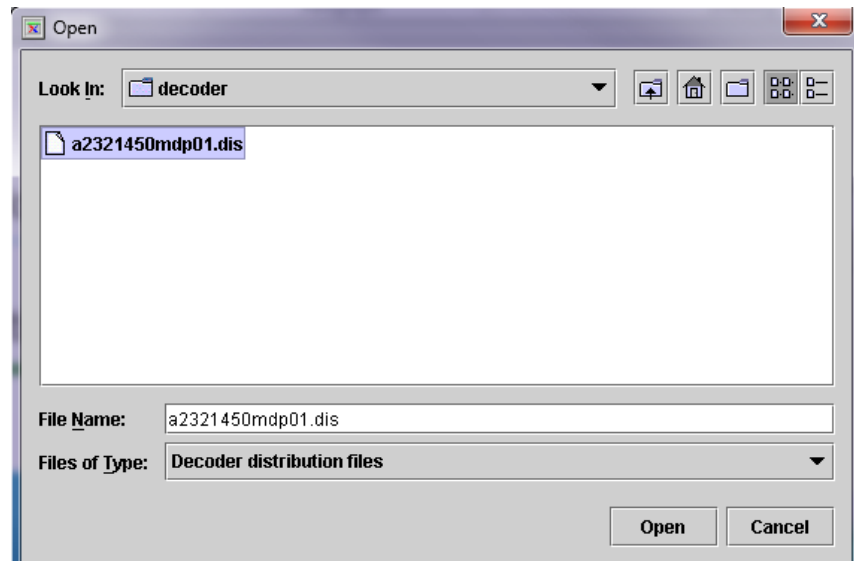 Open
Look In: decoder
a2321450mdp01.dis
File Name: a2321450mdp01.dis
Files of Type: Decoder distribution files
Open Cancel